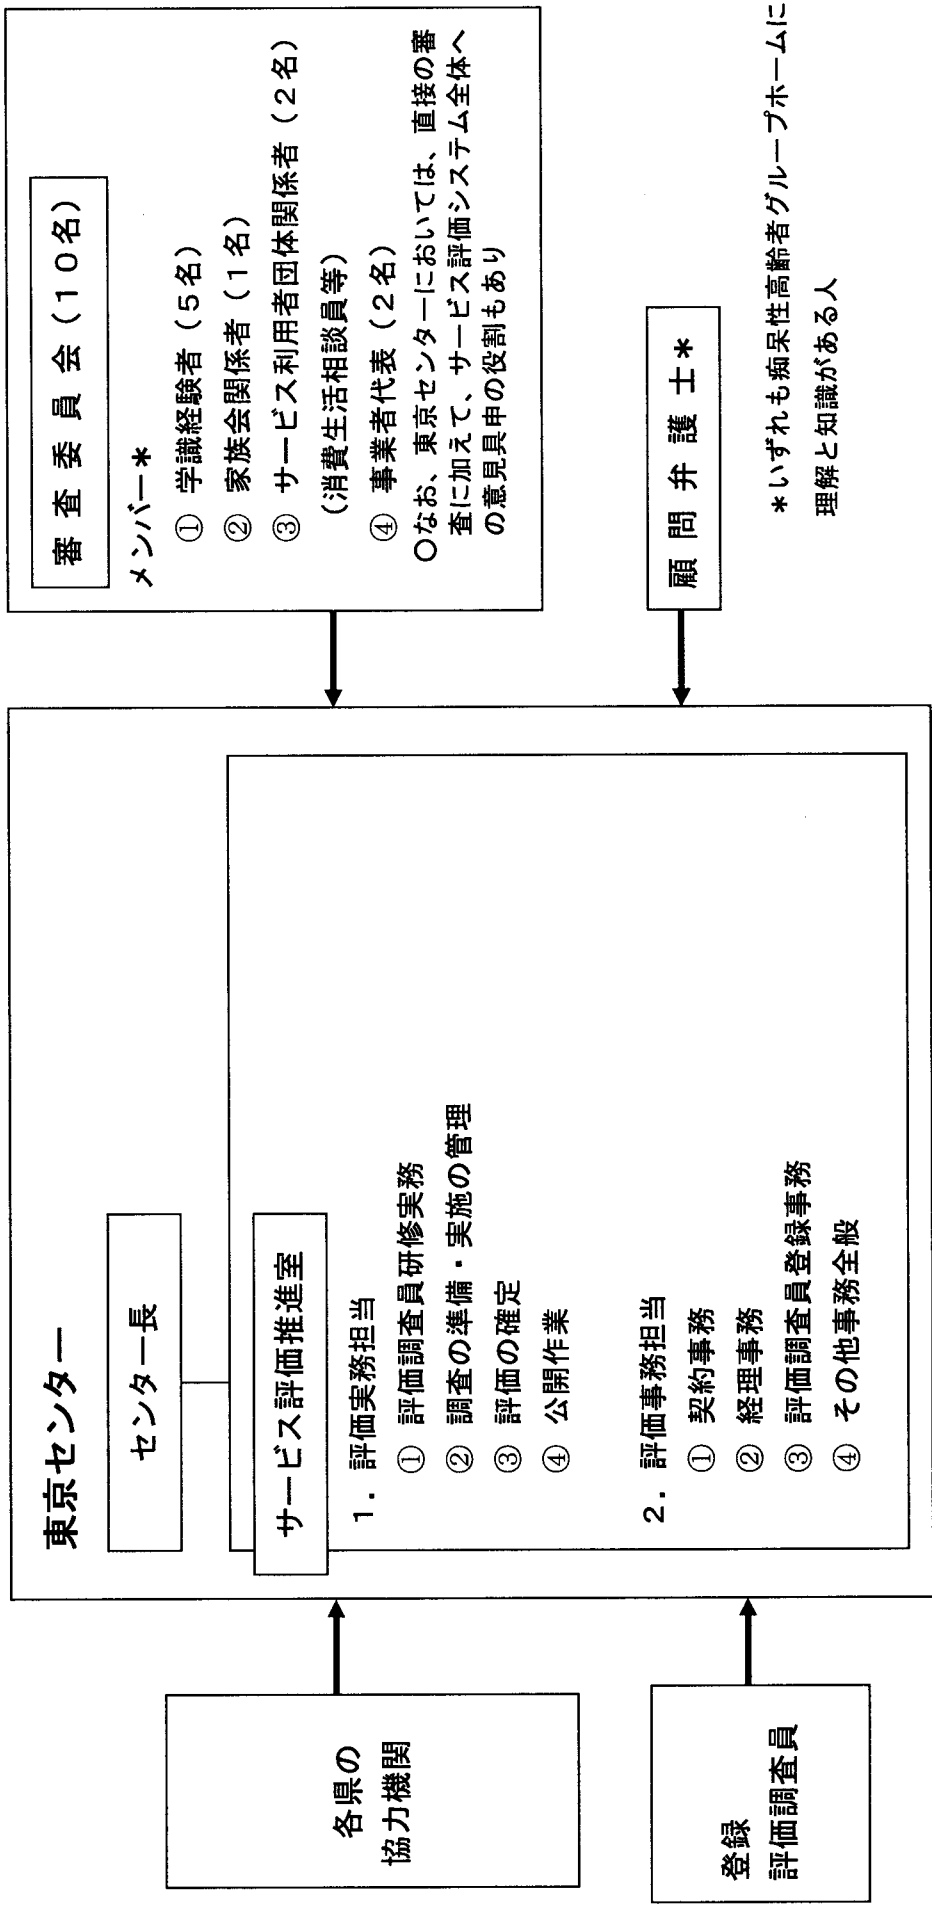 東京センター
センター長
サービス評価推進室
1．評価実務担当
① 評価調査員研修実務
② 調査の準備・実施の管理
③ 評価の確定
④ 公開作業
2．評価事務担当
① 契約事務
② 経理事務
③ 評価調査員登録事務
④ その他事務全般
各県の
協力機関
登録
評価調査員
審査委員会（10名）
メンバー＊
① 学識経験者（5名）
② 家族会関係者（1名）
③ サービス利用者団体関係者（2名）
（消費生活相談員等）
④ 事業者代表（2名）
○なお、東京センターにおいては、直接の審
査に加えて、サービス評価システム全体へ
の意見具申の役割もあり
顧問弁護士＊
＊いずれも痴呆性高齢者グループホームに
理解と知識がある人